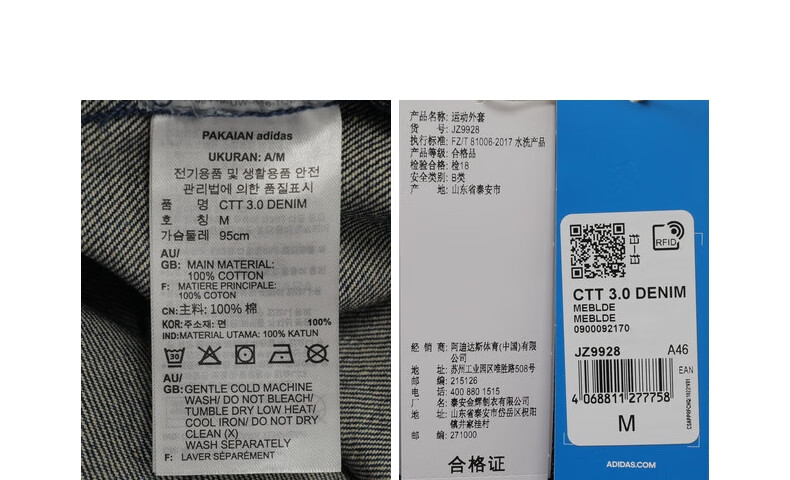 PAKAIAN adidas
UKURAN: A/M
전기용품 및 생활용품 안전
관리법에 의한 품질표시
품 명 CTT 3.0 DENIM
호 칭 M
가슴둘레 95cm
AU/
GB: MAIN MATERIAL:
100% COTTON
F: MATIERE PRINCIPALE:
100% COTON
CN:主料: 100% 棉
KOR:주소재: 면 100%
IND:MATERIAL UTAMA: 100% KATUN
30
AU/
GB:GENTLE COLD MACHINE
WASH/ DO NOT BLEACH/
TUMBLE DRY LOW HEAT/
COOL IRON/ DO NOT DRY
CLEAN (X)
WASH SEPARATELY
F: LAVER SÉPARÉMENT
产品名称: 运动外套
货 号: JZ9928
执行标准: FZ/T 81006-2017 水洗产品
产品等级: 合格品
检验合格: 检18
安全类别: B类
产 地: 山东省泰安市
经 销 商: 阿迪达斯体育(中国)有限
公司
地 址: 苏州工业园区唯胜路508号
邮 编: 215126
电 话: 400 880 1515
厂 名: 泰安金辉制衣有限公司
地 址: 山东省泰安市岱岳区祝阳
镇井家挂村
邮 编: 271000
合格证
RFID
CTT 3.0 DENIM
MEBLDE
MEBLDE
0900092170
JZ9928 A46
EAN
4 068811 277758
M
ADIDAS.COM